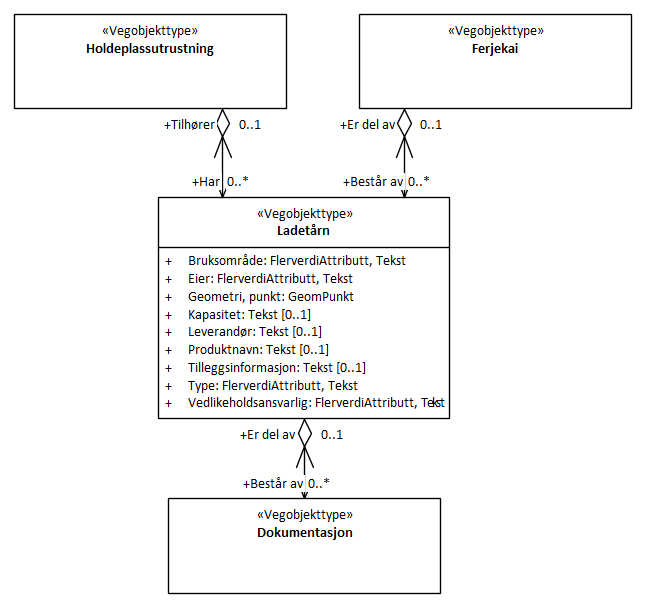 «Vegobjekttype»
Holdeplassutrustning
«Vegobjekttype»
Ferjekai
+Tilhører 0..1
+Er del av 0..1
+Har 0..*
+Består av 0..*
«Vegobjekttype»
Ladetårn
+ Bruksområde: FlerverdiAttributt, Tekst
+ Eier: FlerverdiAttributt, Tekst
+ Geometri, punkt: GeomPunkt
+ Kapasitet: Tekst [0..1]
+ Leverandør: Tekst [0..1]
+ Produktnavn: Tekst [0..1]
+ Tilleggsinformasjon: Tekst [0..1]
+ Type: FlerverdiAttributt, Tekst
+ Vedlikeholdsansvarlig: FlerverdiAttributt, Tekst
+Er del av 0..1
+Består av 0..*
«Vegobjekttype»
Dokumentasjon